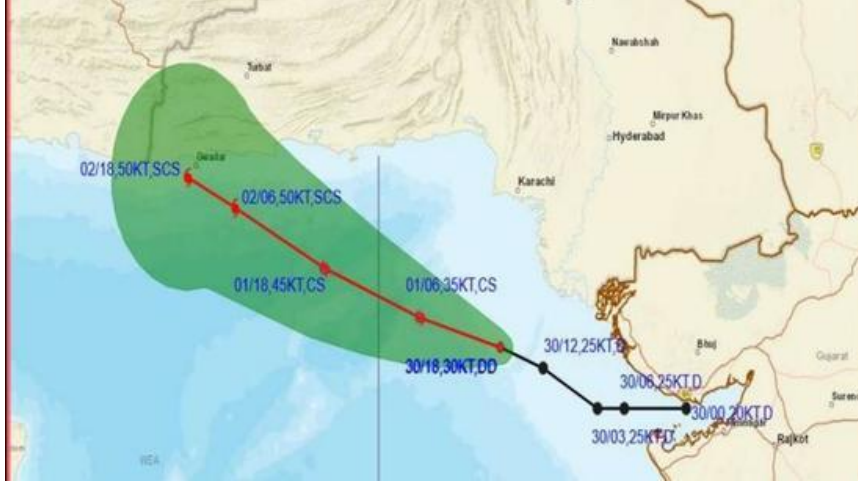 Nawabshah
Turbat
Mirpur Khas
Hyderabad
Gwadar
02/18,50KT,SCS
Karachi
02/06,50KT,SCS
01/18,45KT,CS
01/06,35KT,CS
30/12,25KT,D
Bhuj
Gujarat
30/18,30KT,DD
30/06,25KT,D
Suren
30/00,20KT,D
30/03,25KT,D
Rajkot